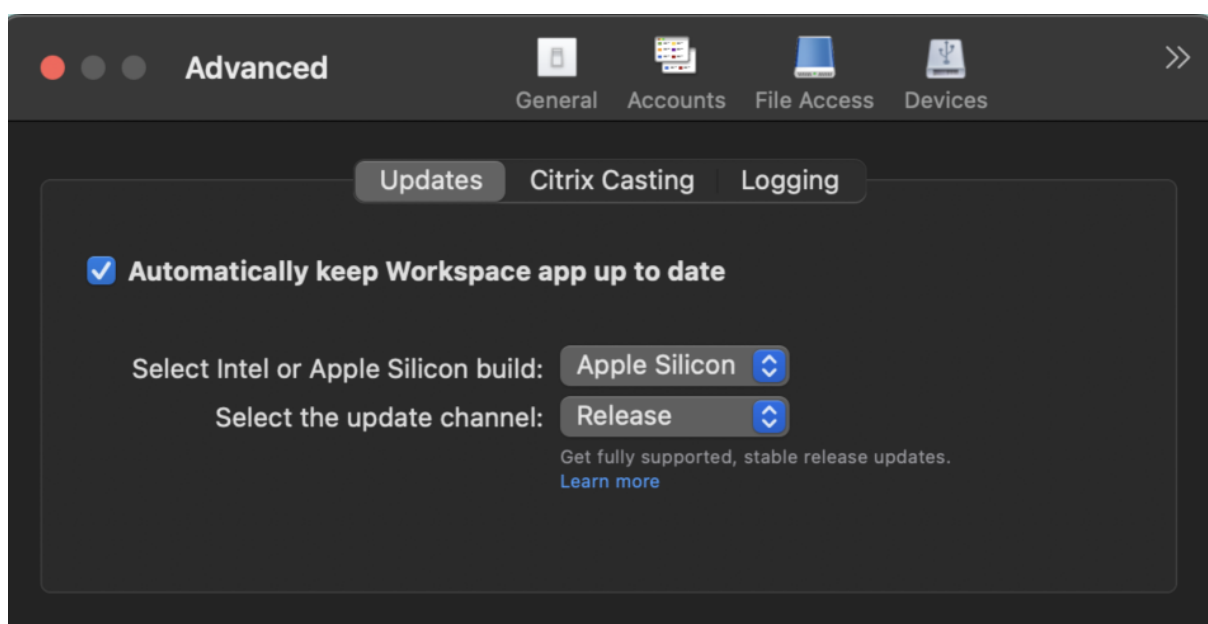 Advanced
General Accounts File Access Devices
Updates Citrix Casting Logging
Automatically keep Workspace app up to date
Select Intel or Apple Silicon build: Apple Silicon
Select the update channel: Release
Get fully supported, stable release updates.
Learn more